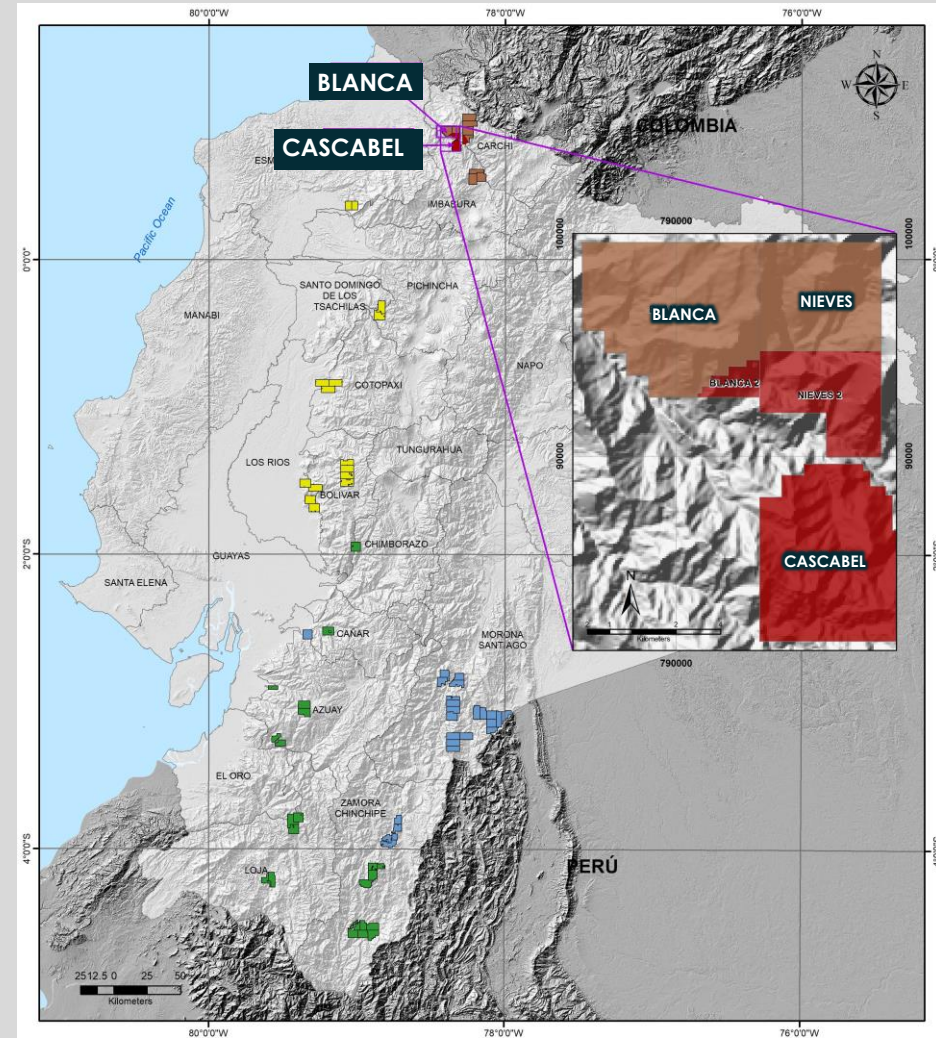 80°0'0"W
78°0'0"W
76°0'0"W
BLANCA
CASCABEL
N
W
E
S
COLOMBIA
CARCHI
ESM
IMBABURA
Pacific Ocean
0°0'0"
SANTO DOMINGO
DE LOS
TSACHILAS
PICHINCHA
MANABI
NAPO
COTOPAXI
TUNGURAHUA
LOS RIOS
BOLIVAR
CHIMBORAZO
2°0'0"S
GUAYAS
SANTA ELENA
CAÑAR
MORONA
SANTIAGO
AZUAY
EL ORO
ZAMORA
CHINCHIPE
4°0'0"S
LOJA
PERÚ
790000
100000
100000
BLANCA
NIEVES
BLANCA 2
NIEVES 2
90000
90000
CASCABEL
N
Kilometers
790000
25 12.5 0 25 50
Kilometers
80°0'0"W
78°0'0"W
76°0'0"W